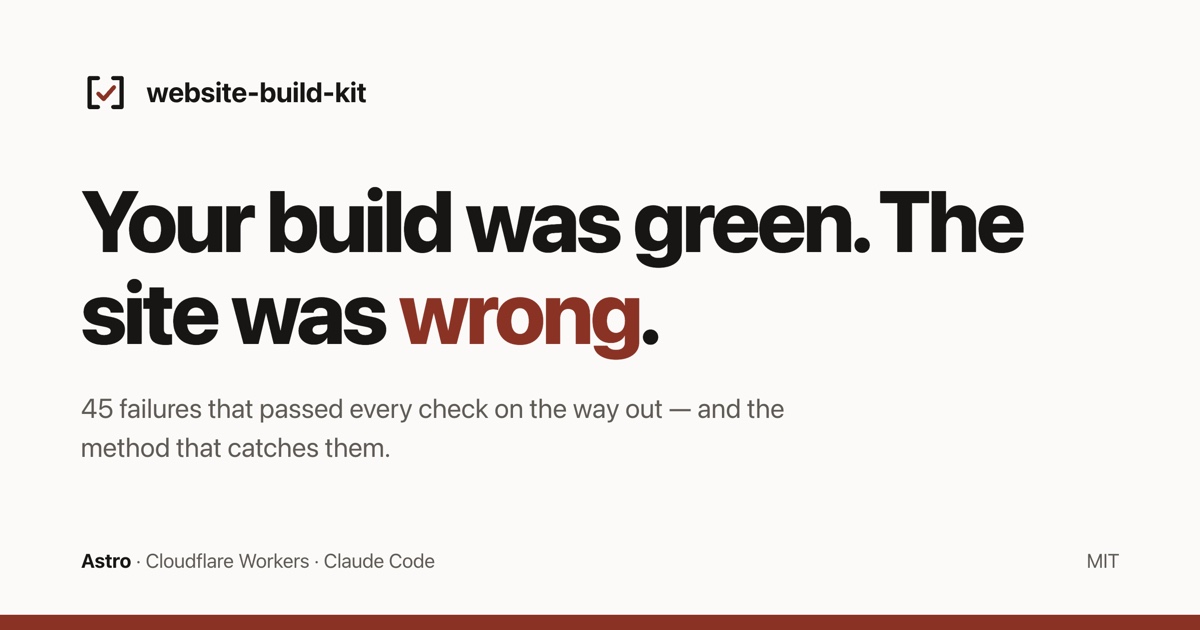 website-build-kit
Your build was green. The
site was wrong.
45 failures that passed every check on the way out — and the
method that catches them.
Astro · Cloudflare Workers · Claude Code
MIT